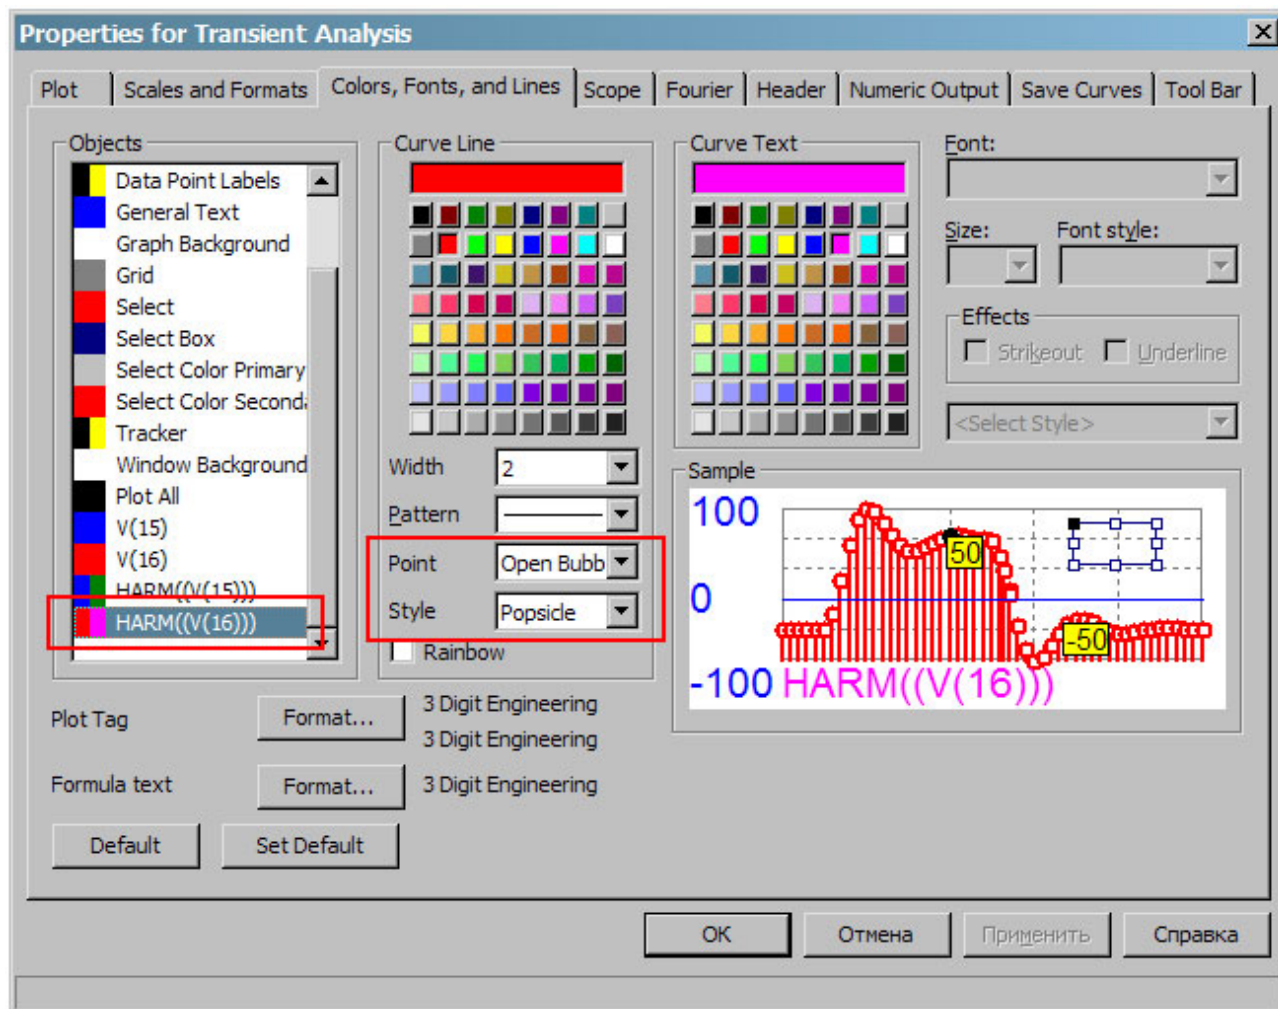 Properties for Transient Analysis
Plot
Scales and Formats
Colors, Fonts, and Lines
Scope
Fourier
Header
Numeric Output
Save Curves
Tool Bar
Objects
Data Point Labels
General Text
Graph Background
Grid
Select
Select Box
Select Color Primary
Select Color Seconda
Tracker
Window Background
Plot All
V(15)
V(16)
HARM((V(15)))
HARM((V(16)))
Curve Line
Width
2
Pattern
Point
Open Bubb
Style
Popsicle
Rainbow
Curve Text
Font:
Size:
Font style:
Effects
Strikeout
Underline
<Select Style>
Sample
100
0
-100
50
-50
HARM((V(16)))
Plot Tag
Format...
3 Digit Engineering
3 Digit Engineering
Formula text
Format...
3 Digit Engineering
Default
Set Default
OK
Отмена
Применить
Справка